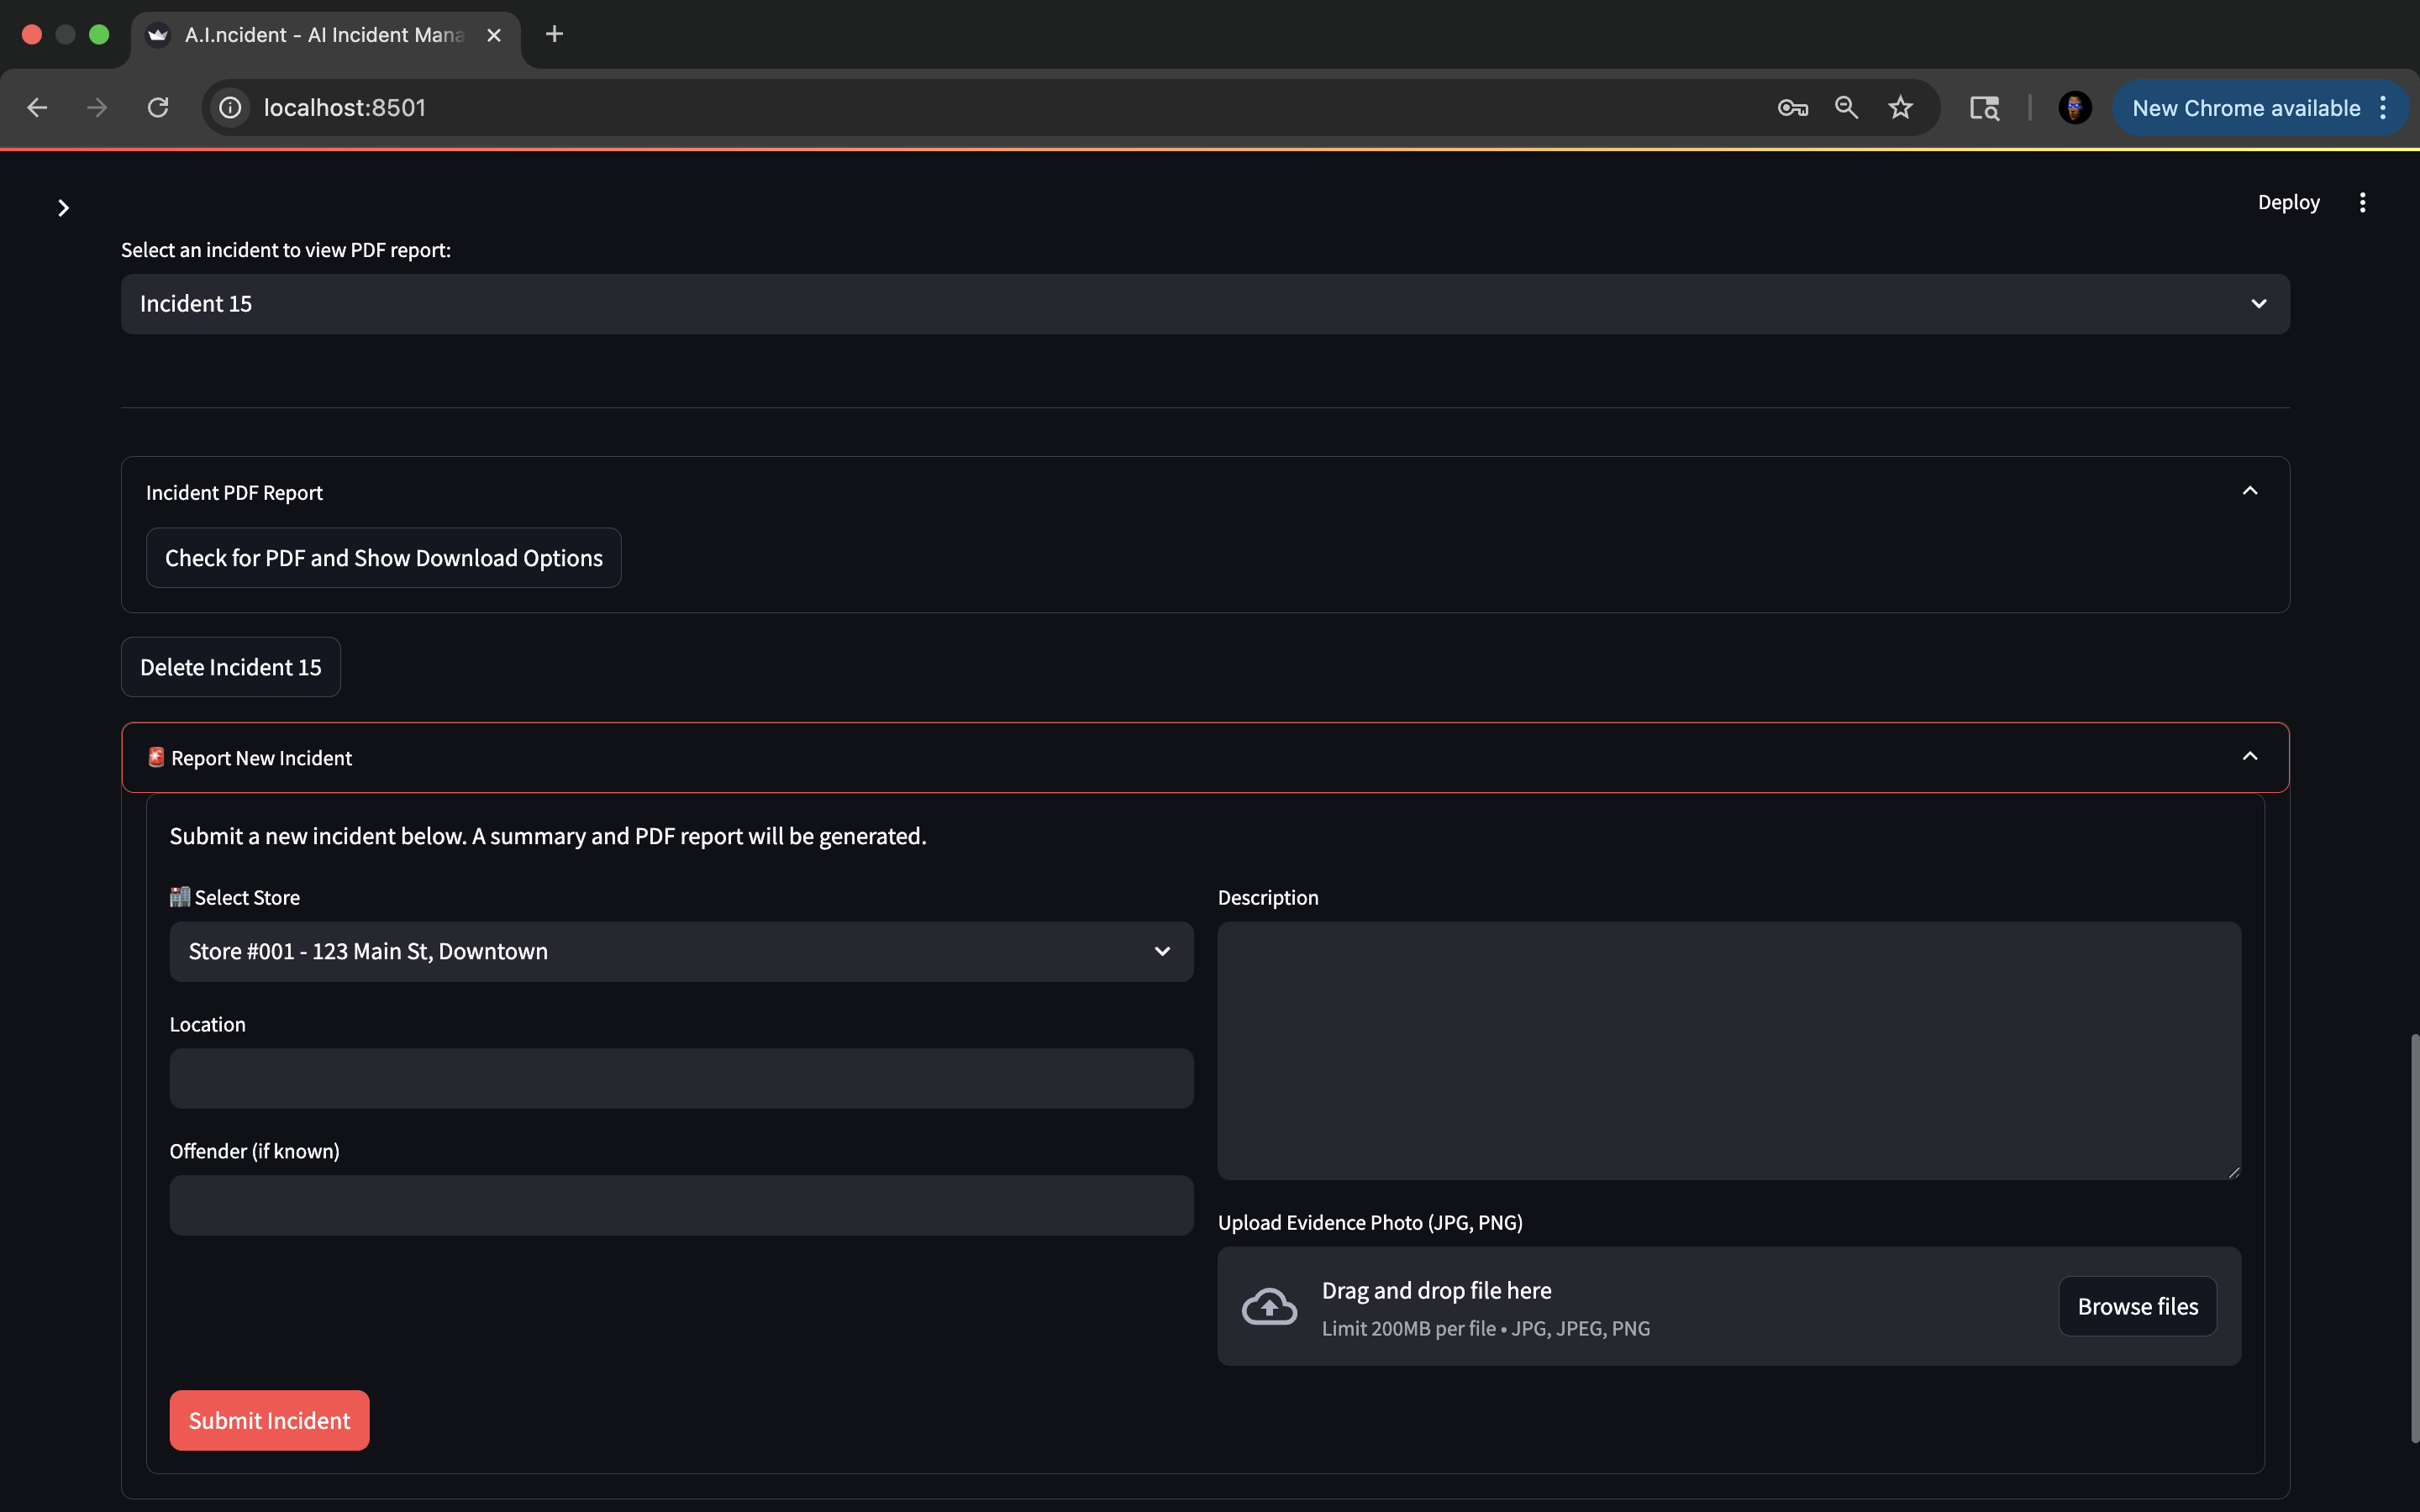 A.I.ncident - AI Incident Mana
localhost:8501
New Chrome available
Deploy
Select an incident to view PDF report:
Incident 15
Incident PDF Report
Check for PDF and Show Download Options
Delete Incident 15
🚨 Report New Incident
Submit a new incident below. A summary and PDF report will be generated.
🏬 Select Store
Store #001 - 123 Main St, Downtown
Location
Offender (if known)
Description
Upload Evidence Photo (JPG, PNG)
Drag and drop file here
Limit 200MB per file • JPG, JPEG, PNG
Browse files
Submit Incident